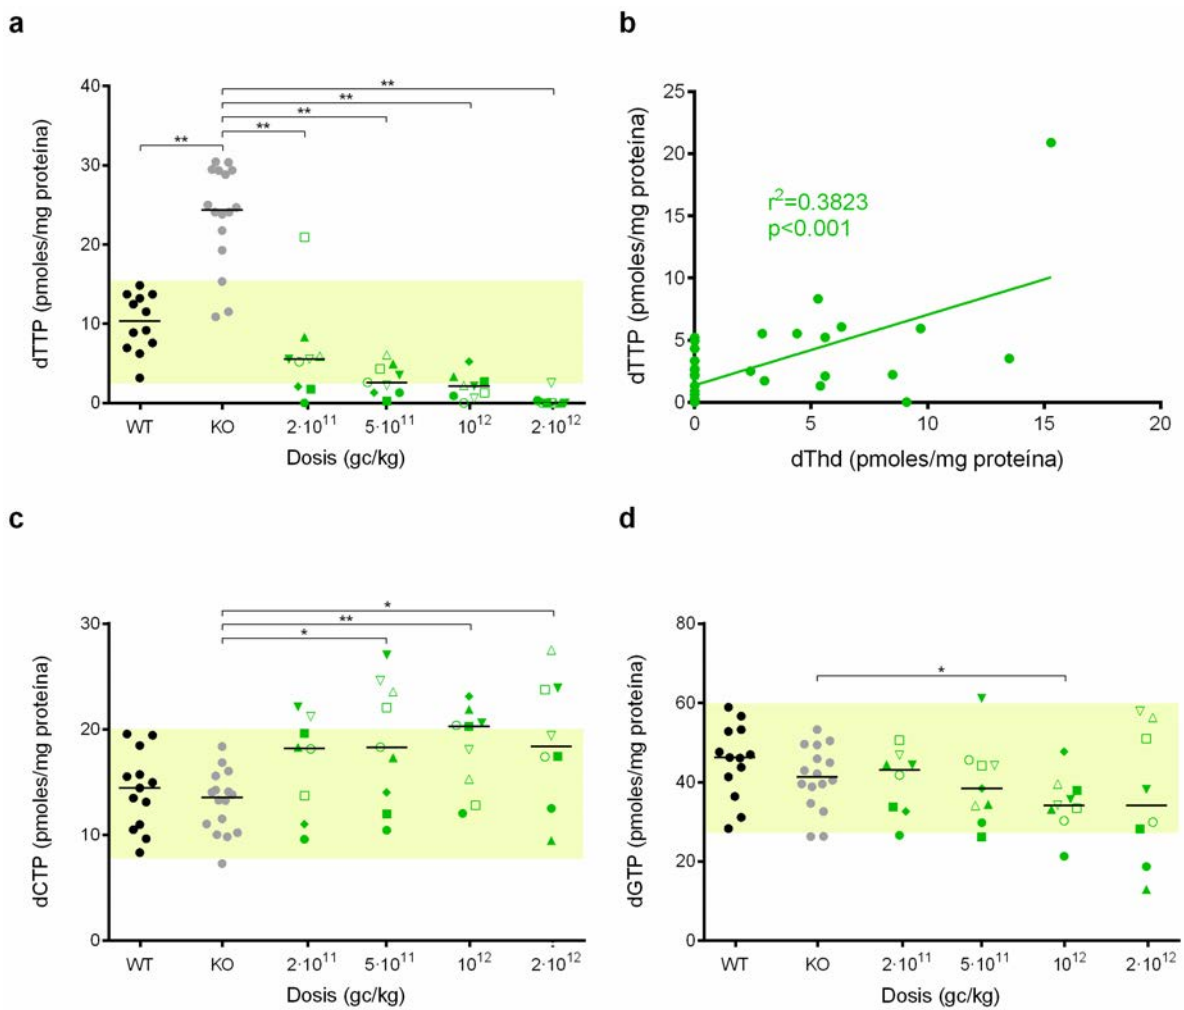 a
dTTP (pmoles/mg proteína)
40
30
20
10
0
**
**
**
**
**
WT KO 2·10¹¹ 5·10¹¹ 10¹² 2·10¹²
Dosis (gc/kg)
b
dTTP (pmoles/mg proteína)
25
20
15
10
5
0
r²=0.3823
p<0.001
0 5 10 15 20
dThd (pmoles/mg proteína)
c
dCTP (pmoles/mg proteína)
30
20
10
0
*
**
*
WT KO 2·10¹¹ 5·10¹¹ 10¹² 2·10¹²
Dosis (gc/kg)
d
dGTP (pmoles/mg proteína)
80
60
40
20
0
*
WT KO 2·10¹¹ 5·10¹¹ 10¹² 2·10¹²
Dosis (gc/kg)